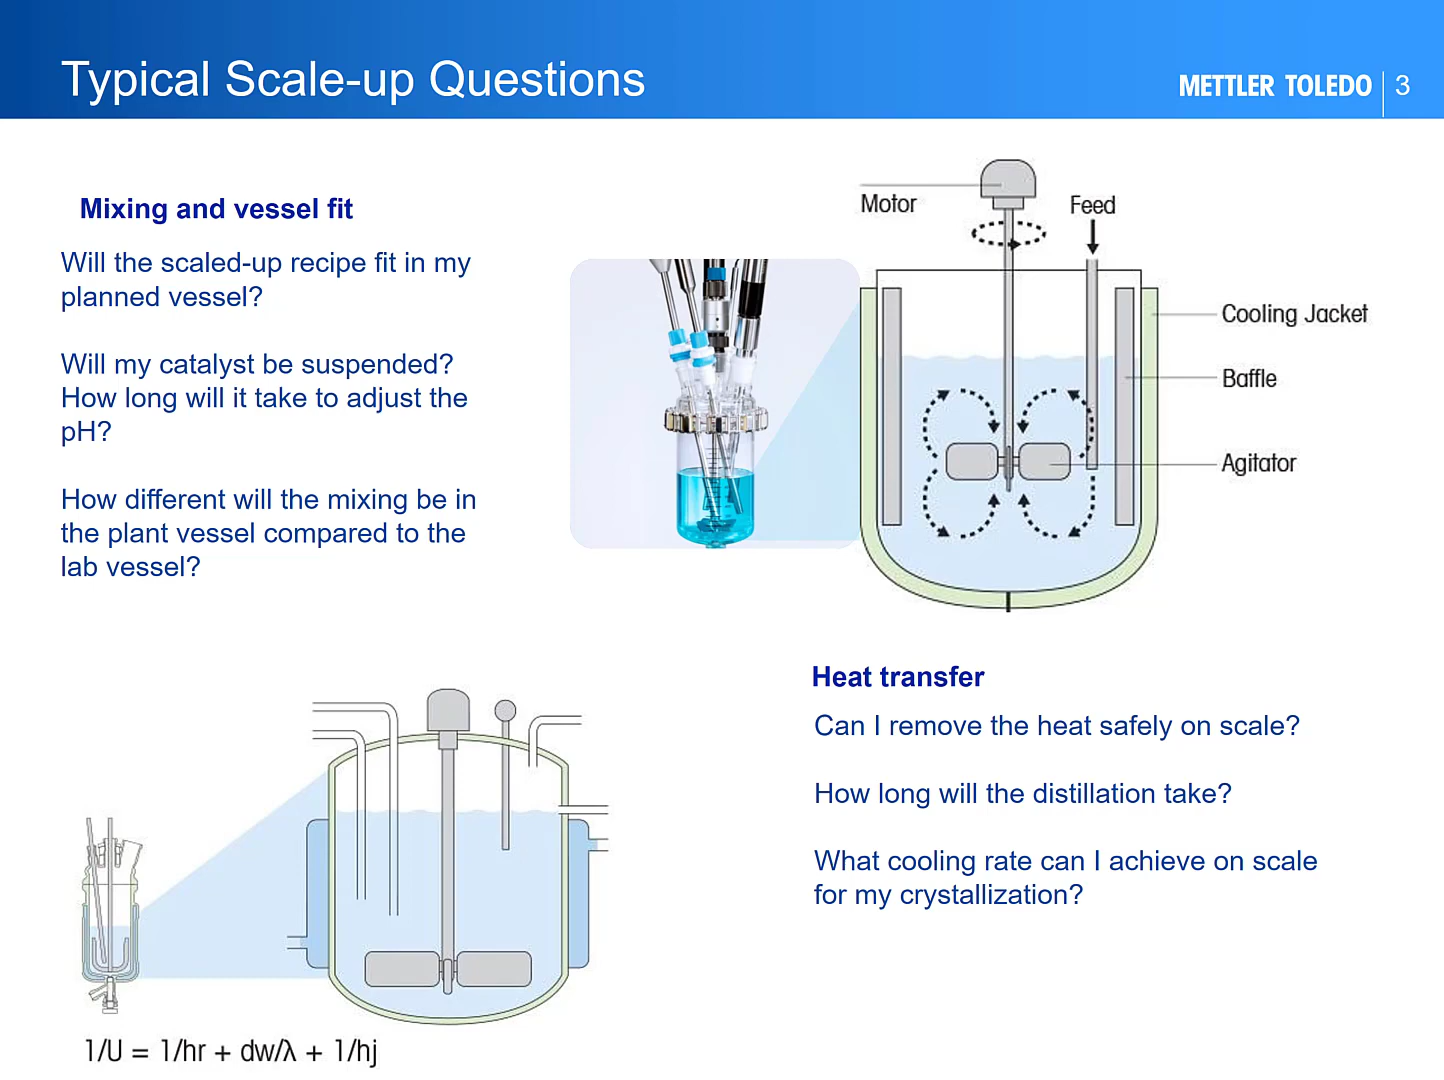 Typical Scale-up Questions
METTLER TOLEDO
3
Mixing and vessel fit
Will the scaled-up recipe fit in my
planned vessel?
Will my catalyst be suspended?
How long will it take to adjust the
pH?
How different will the mixing be in
the plant vessel compared to the
lab vessel?
Motor
Feed
Cooling Jacket
Baffle
Agitator
Heat transfer
Can I remove the heat safely on scale?
How long will the distillation take?
What cooling rate can I achieve on scale
for my crystallization?
1/U = 1/hr + dw/λ + 1/hj